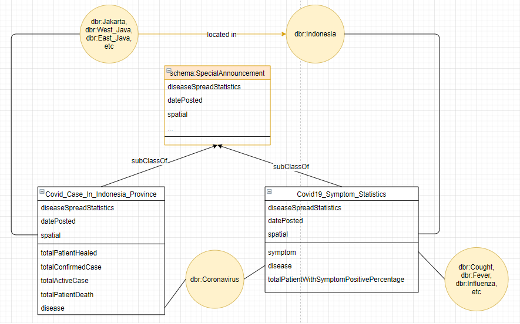 dbr:Jakarta,
dbr:West_Java,
dbr:East_Java,
etc
located in
dbr:Indonesia
schema:SpecialAnnouncement
diseaseSpreadStatistics
datePosted
spatial
...
subClassOf
subClassOf
Covid_Case_In_Indonesia_Province
diseaseSpreadStatistics
datePosted
spatial
totalPatientHealed
totalConfirmedCase
totalActiveCase
totalPatientDeath
disease
Covid19_Symptom_Statistics
diseaseSpreadStatistics
datePosted
spatial
symptom
disease
totalPatientWithSymptomPositivePercentage
dbr:Coronavirus
dbr:Cought,
dbr:Fever,
dbr:Influenza,
etc